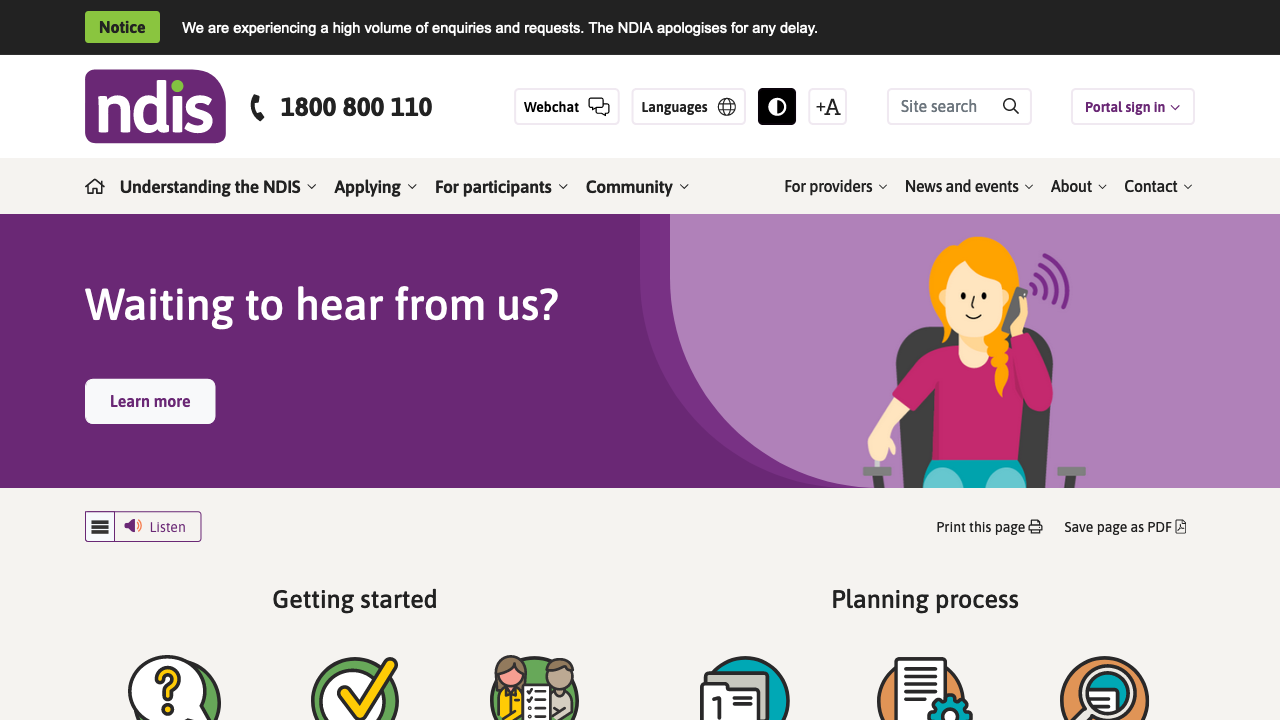 Notice
We are experiencing a high volume of enquiries and requests. The NDIA apologises for any delay.
ndis
1800 800 110
Webchat
Languages
+A
Site search
Portal sign in
Understanding the NDIS
Applying
For participants
Community
For providers
News and events
About
Contact
Waiting to hear from us?
Learn more
Listen
Print this page
Save page as PDF
Getting started
Planning process
?
1